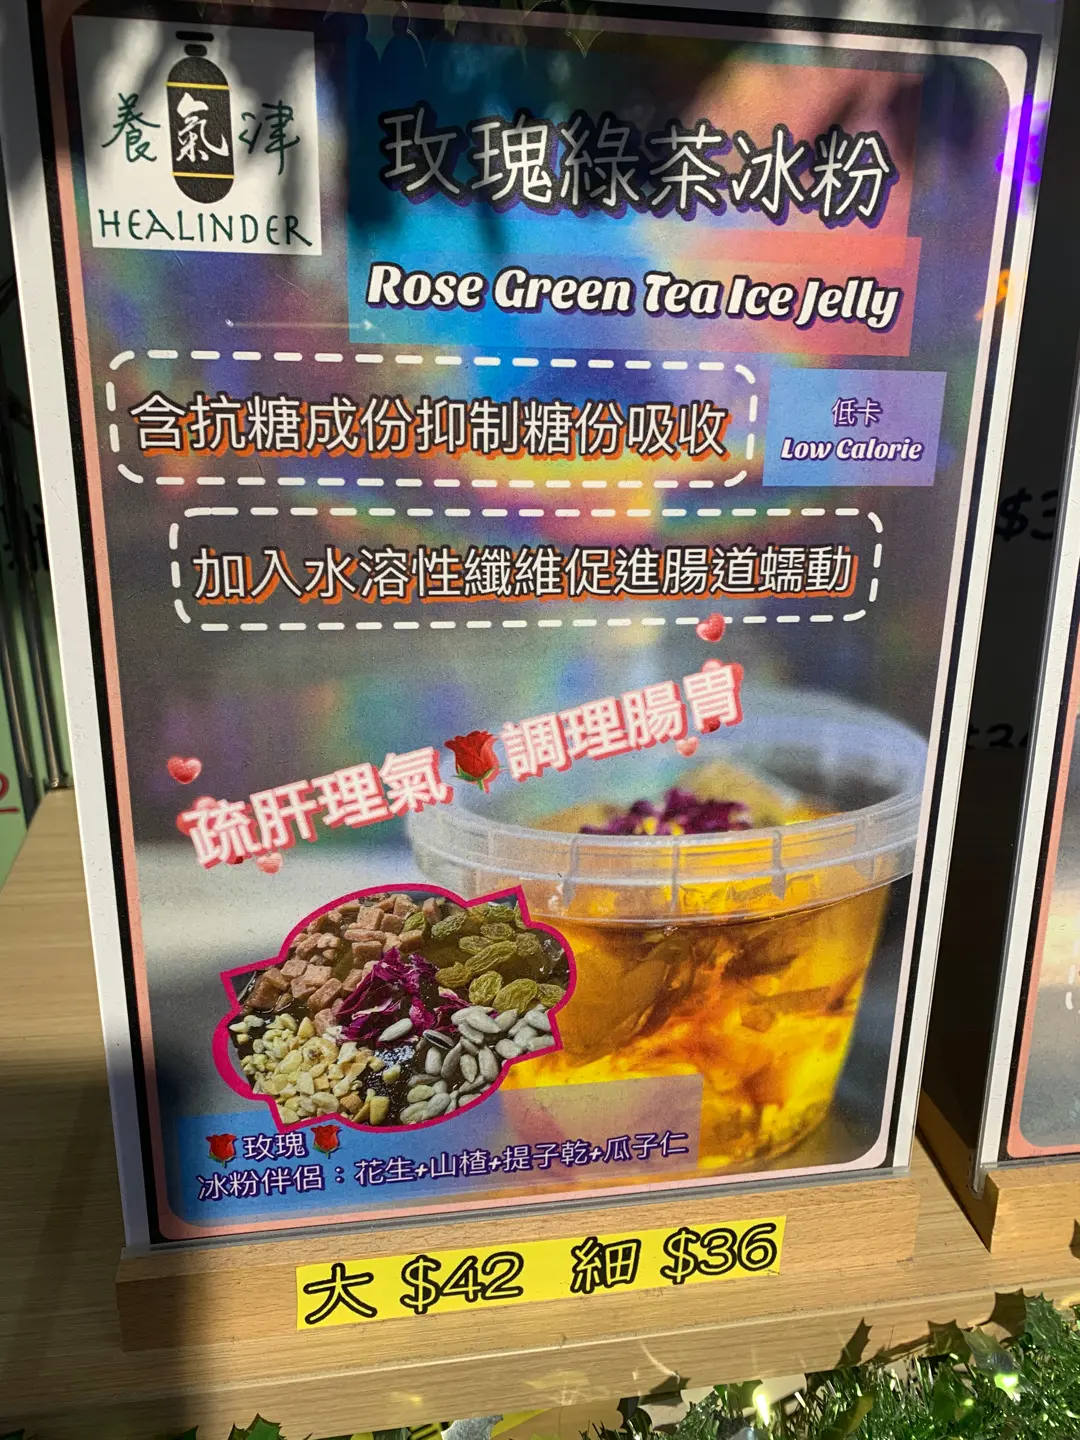 養氣津
HEALINDER
玫瑰綠茶冰粉
Rose Green Tea Ice Jelly
含抗糖成份抑制糖份吸收
低卡
Low Calorie
加入水溶性纖維促進腸道蠕動
疏肝理氣🌹調理腸胃
🌹玫瑰🌹
冰粉伴侶：花生+山楂+提子乾+瓜子仁
大 $42 細 $36